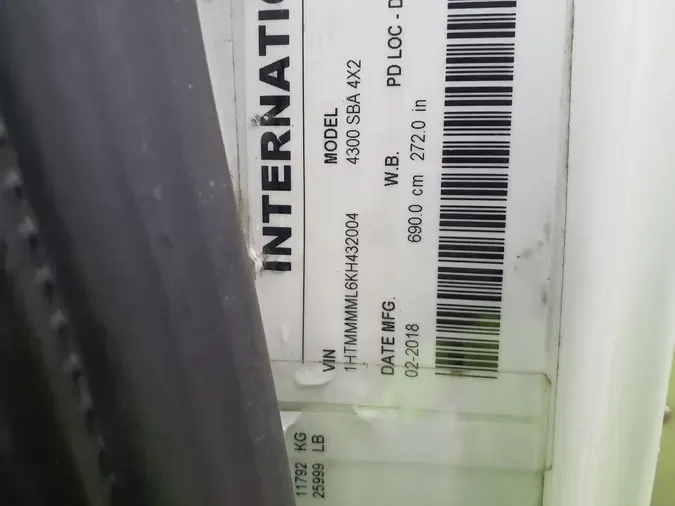 INTERNATIO
VIN MODEL
1HTMMMML6KH432004 4300 SBA 4X2
DATE MFG. W.B. PD LOC - D
02-2018 690.0 cm 272.0 in
11792 KG
25999 LB